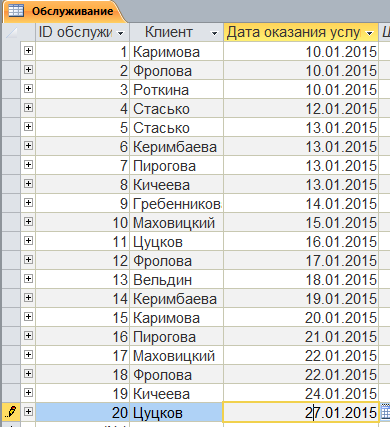 Обслуживание
ID обслужи Клиент Дата оказания услу
1 Каримова 10.01.2015
2 Фролова 10.01.2015
3 Роткина 10.01.2015
4 Стасько 12.01.2015
5 Стасько 13.01.2015
6 Керимбаева 13.01.2015
7 Пирогова 13.01.2015
8 Кичеева 13.01.2015
9 Гребенников 14.01.2015
10 Маховицкий 15.01.2015
11 Цуцков 16.01.2015
12 Фролова 17.01.2015
13 Вельдин 18.01.2015
14 Керимбаева 19.01.2015
15 Каримова 20.01.2015
16 Пирогова 21.01.2015
17 Маховицкий 22.01.2015
18 Фролова 22.01.2015
19 Кичеева 24.01.2015
20 Цуцков 27.01.2015